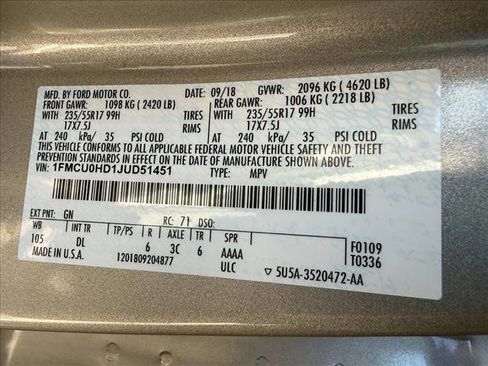 MFD. BY FORD MOTOR CO. DATE: 09/18 GVWR: 2096 KG ( 4620 LB)
FRONT GAWR: 1098 KG ( 2420 LB) REAR GAWR: 1006 KG ( 2218 LB)
WITH WITH
235/55R17 99H TIRES 235/55R17 99H TIRES
17X7.5J RIMS 17X7.5J RIMS
AT 240 kPa/ 35 PSI COLD AT 240 kPa/ 35 PSI COLD
THIS VEHICLE CONFORMS TO ALL APPLICABLE FEDERAL MOTOR VEHICLE SAFETY AND THEFT
PREVENTION STANDARDS IN EFFECT ON THE DATE OF MANUFACTURE SHOWN ABOVE.
VIN: 1FMCU0HD1JUD51451 TYPE: MPV
EXT PNT: GN RC: 71 DSO: F0109
WB INT TR TP/PS R AXLE TR SPR T0336
105 DL 6 3C 6 AAAA
MADE IN U.S.A. 1201809204877 ULC 5U5A-3520472-AA